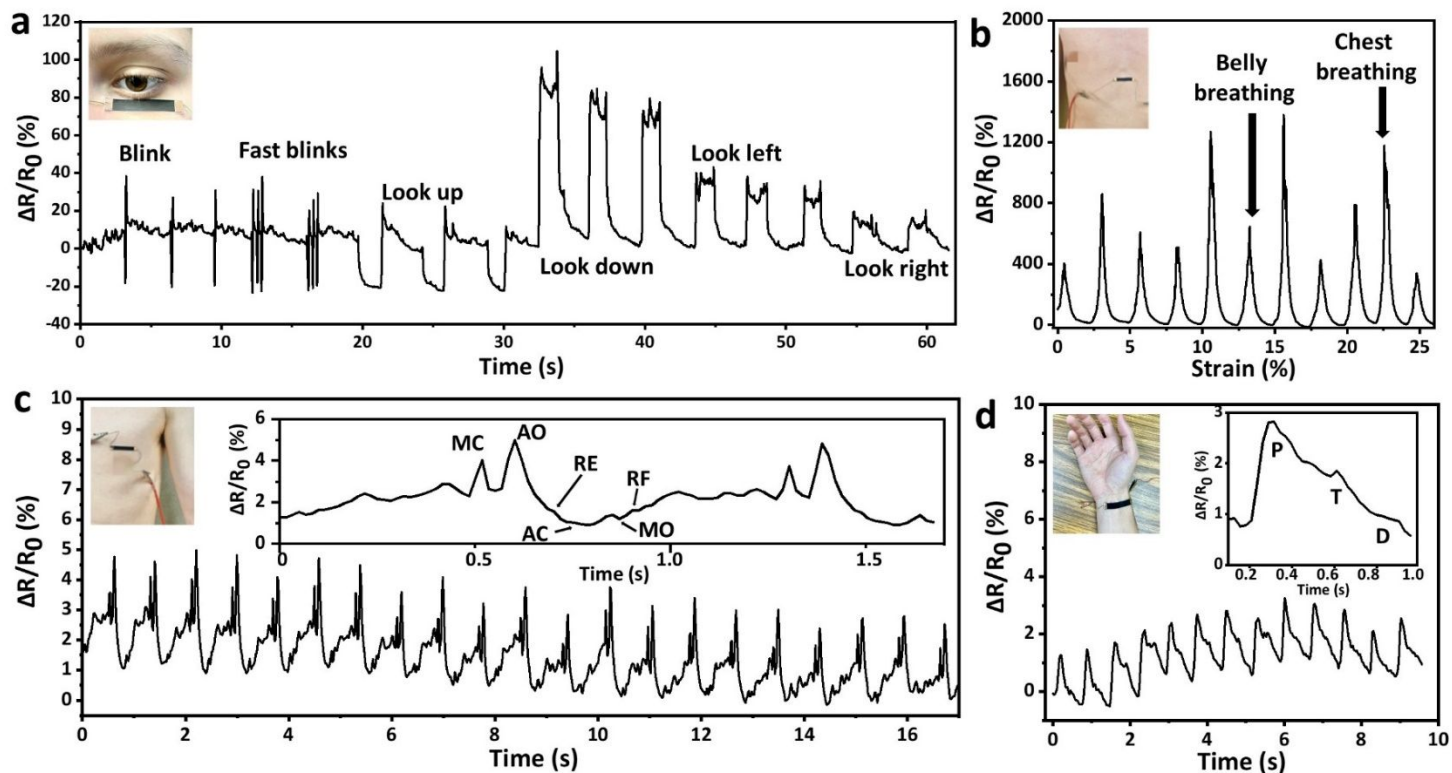 a
ΔR/R0 (%)
120
100
80
60
40
20
0
-20
-40
Blink
Fast blinks
Look up
Look down
Look left
Look right
0
10
20
30
40
50
60
Time (s)
b
ΔR/R0 (%)
2000
1600
1200
800
400
0
Belly
breathing
Chest
breathing
0
5
10
15
20
25
Strain (%)
c
ΔR/R0 (%)
10
9
8
7
6
5
4
3
2
1
0
ΔR/R0 (%)
6
4
2
0
MC
AO
RE
AC
RF
MO
0
0.5
1.0
1.5
Time (s)
0
2
4
6
8
10
12
14
16
Time (s)
d
ΔR/R0 (%)
10
8
6
4
2
0
ΔR/R0 (%)
3
2
1
0
P
T
D
0.2
0.4
0.6
0.8
1.0
Time (s)
0
2
4
6
8
10
Time (s)